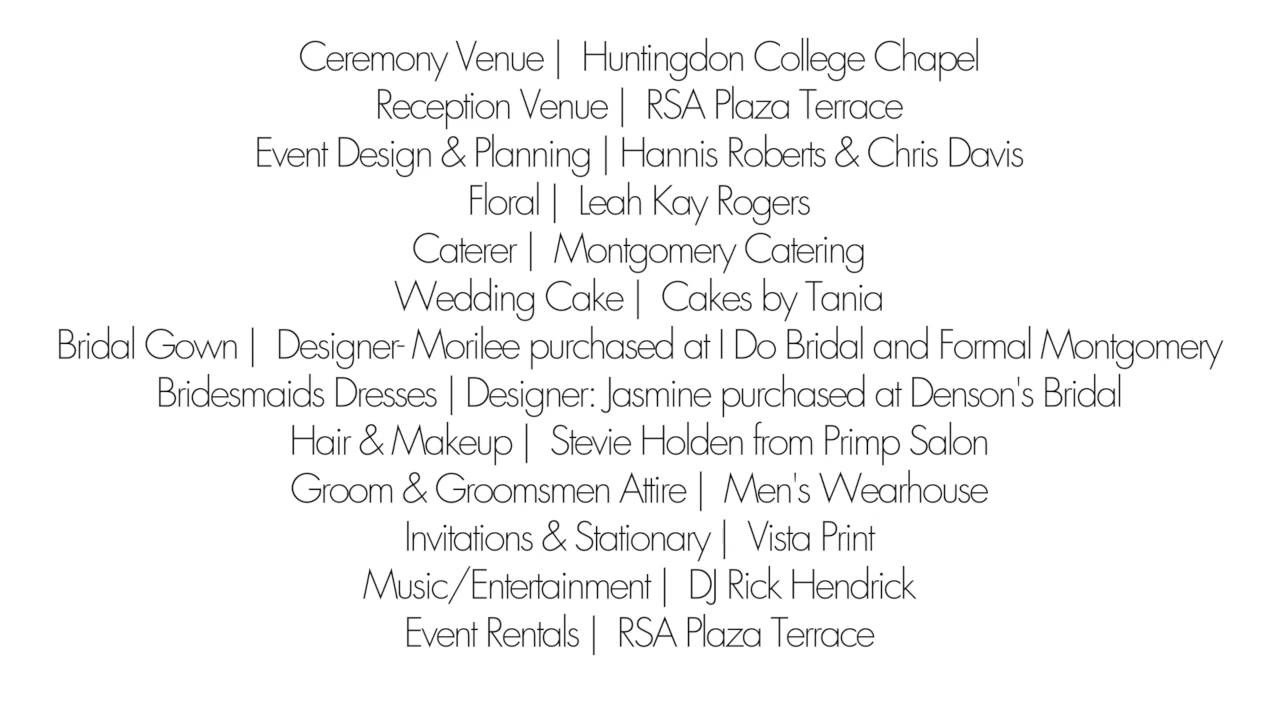 Ceremony Venue | Huntingdon College Chapel
Reception Venue | RSA Plaza Terrace
Event Design & Planning | Hannis Roberts & Chris Davis
Floral | Leah Kay Rogers
Caterer | Montgomery Catering
Wedding Cake | Cakes by Tania
Bridal Gown | Designer- Morilee purchased at I Do Bridal and Formal Montgomery
Bridesmaids Dresses | Designer: Jasmine purchased at Denson's Bridal
Hair & Makeup | Stevie Holden from Primp Salon
Groom & Groomsmen Attire | Men's Wearhouse
Invitations & Stationary | Vista Print
Music/Entertainment | DJ Rick Hendrick
Event Rentals | RSA Plaza Terrace